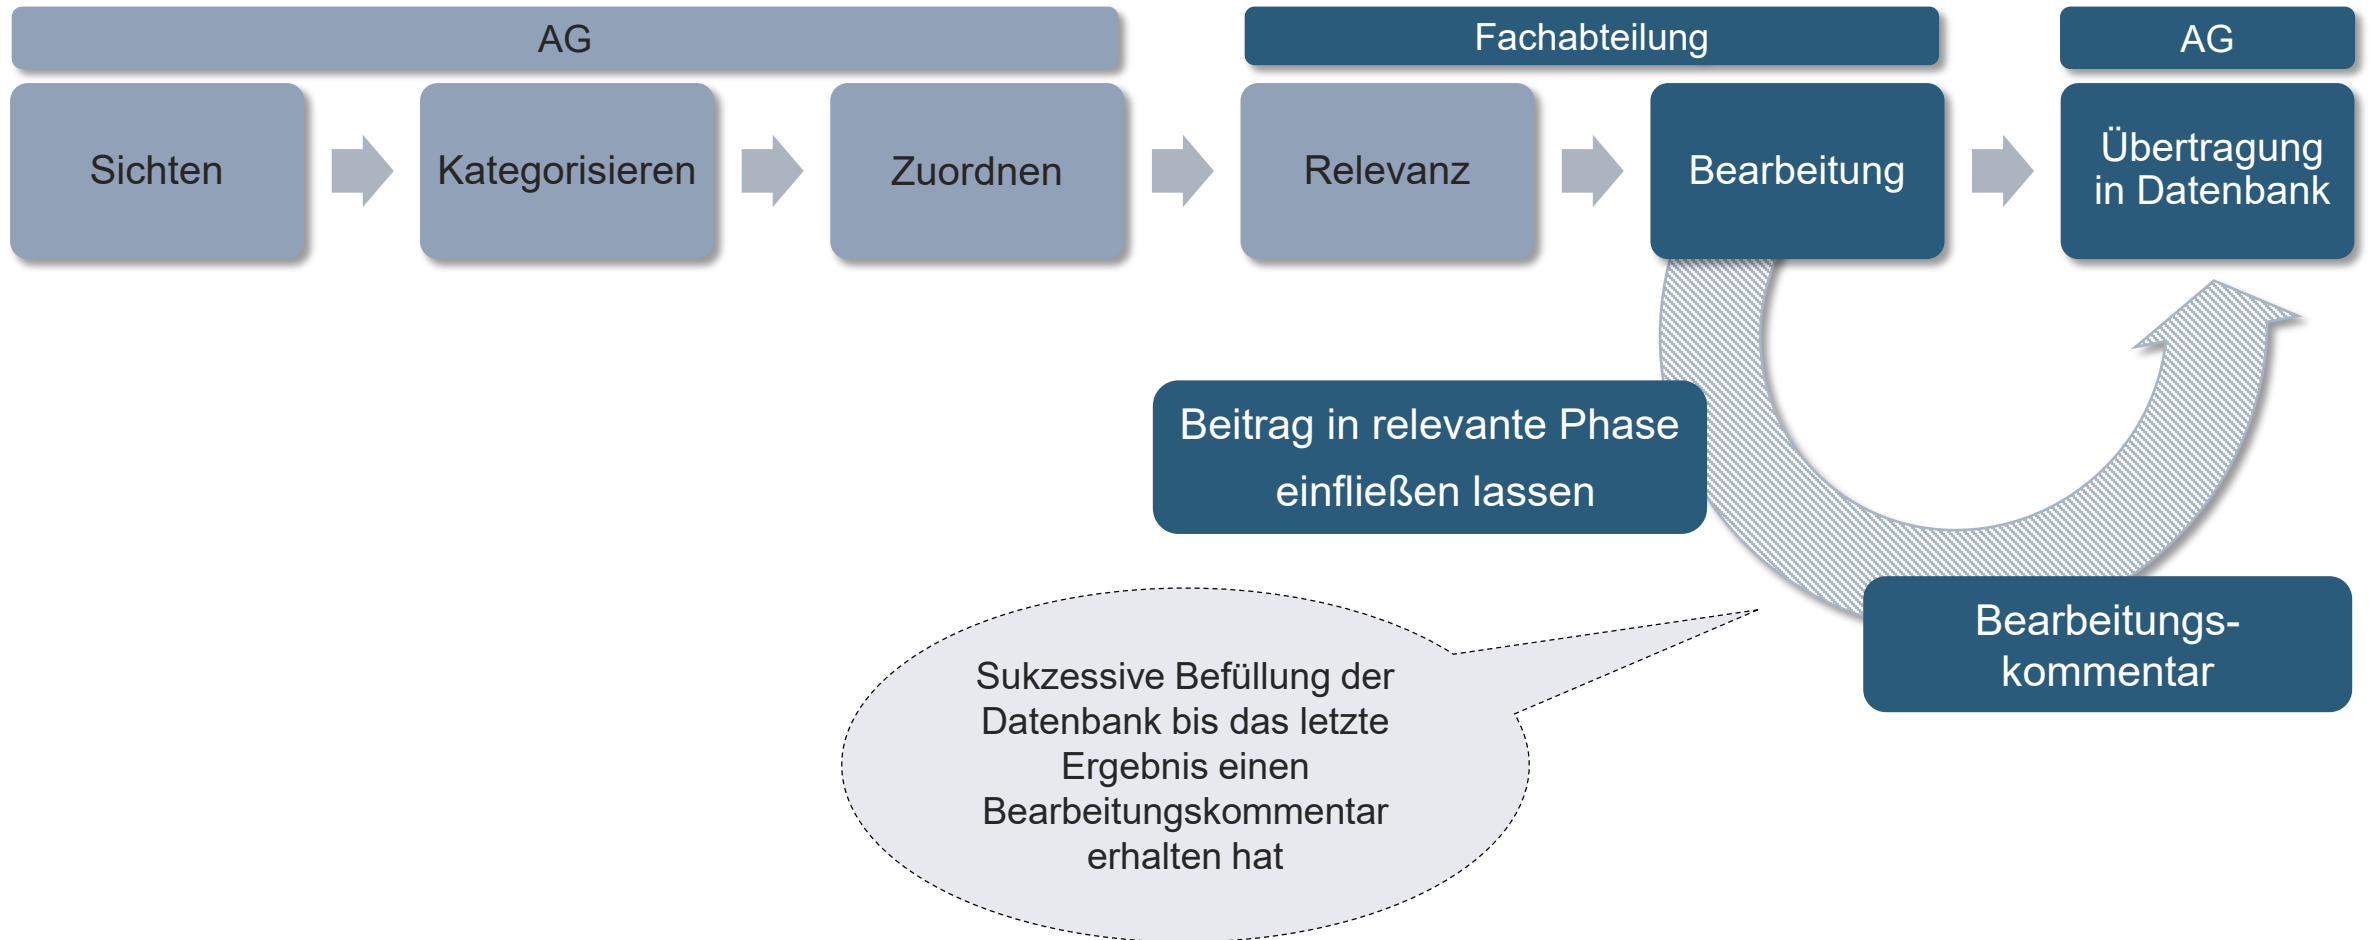 AG
Fachabteilung
AG
Sichten
Kategorisieren
Zuordnen
Relevanz
Bearbeitung
Übertragung
in Datenbank
Beitrag in relevante Phase
einfließen lassen
Bearbeitungs-
kommentar
Sukzessive Befüllung der
Datenbank bis das letzte
Ergebnis einen
Bearbeitungskommentar
erhalten hat